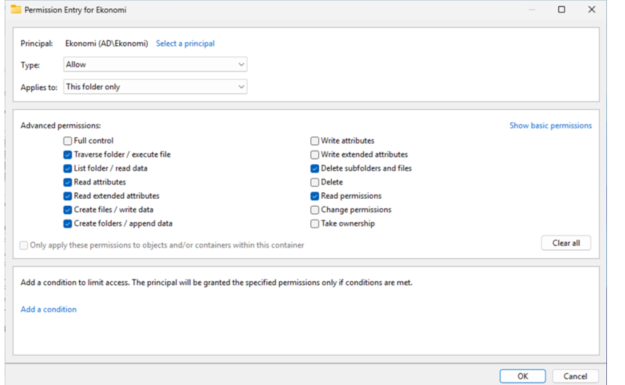 Permission Entry for Ekonomi
Principal: Ekonomi (AD\Ekonomi) Select a principal
Type: Allow
Applies to: This folder only
Advanced permissions: Show basic permissions
Full control Write attributes
Traverse folder / execute file Write extended attributes
List folder / read data Delete subfolders and files
Read attributes Delete
Read extended attributes Read permissions
Create files / write data Change permissions
Create folders / append data Take ownership
Only apply these permissions to objects and/or containers within this container Clear all
Add a condition to limit access. The principal will be granted the specified permissions only if conditions are met.
Add a condition
OK Cancel